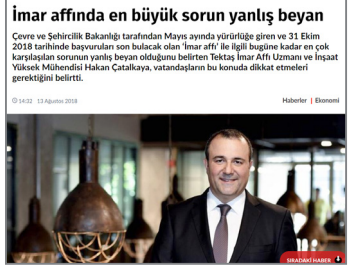 İmar affında en büyük sorun yanlış beyan
Çevre ve Şehircilik Bakanlığı tarafından Mayıs ayında yürürlüğe giren ve 31 Ekim
2018 tarihinde başvuruları son bulacak olan 'İmar affı' ile ilgili bugüne kadar en çok
karşılaşılan sorunun yanlış beyan olduğunu belirten Tektaş İmar Affı Uzmanı ve İnşaat
Yüksek Mühendisi Hakan Çatalkaya, vatandaşların bu konuda dikkat etmeleri
gerektiğini belirtti.
14:32 13 Ağustos 2018 Haberler | Ekonomi
SIRADAKİ HABER